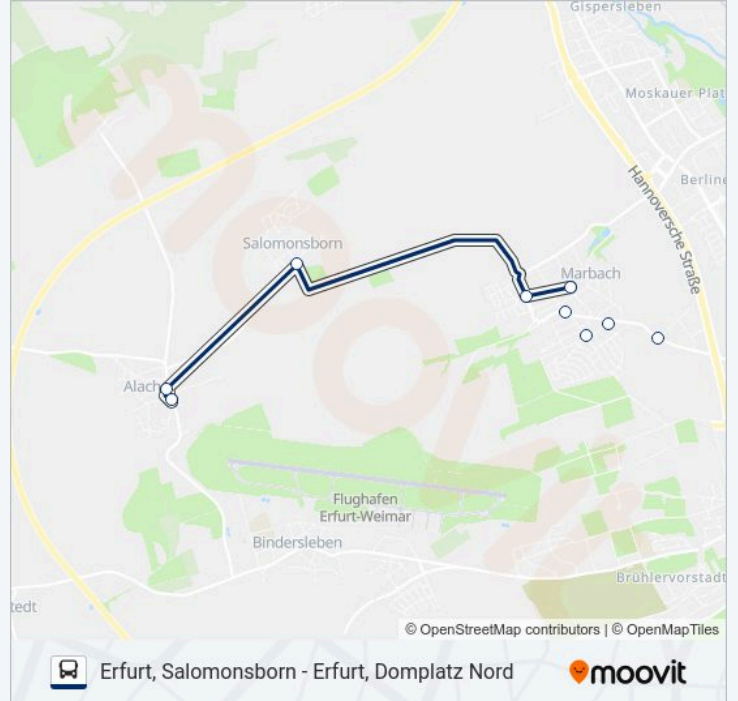 Gispersleben
Moskauer Plat
Berline
Hannoversche Straße
Salomonsborn
Marbach
Alach
Flughafen
Erfurt-Weimar
Bindersleben
Brühlervorstadt
tedt
© OpenStreetMap contributors | © OpenMapTiles
Erfurt, Salomonsborn - Erfurt, Domplatz Nord
moovit
moovit